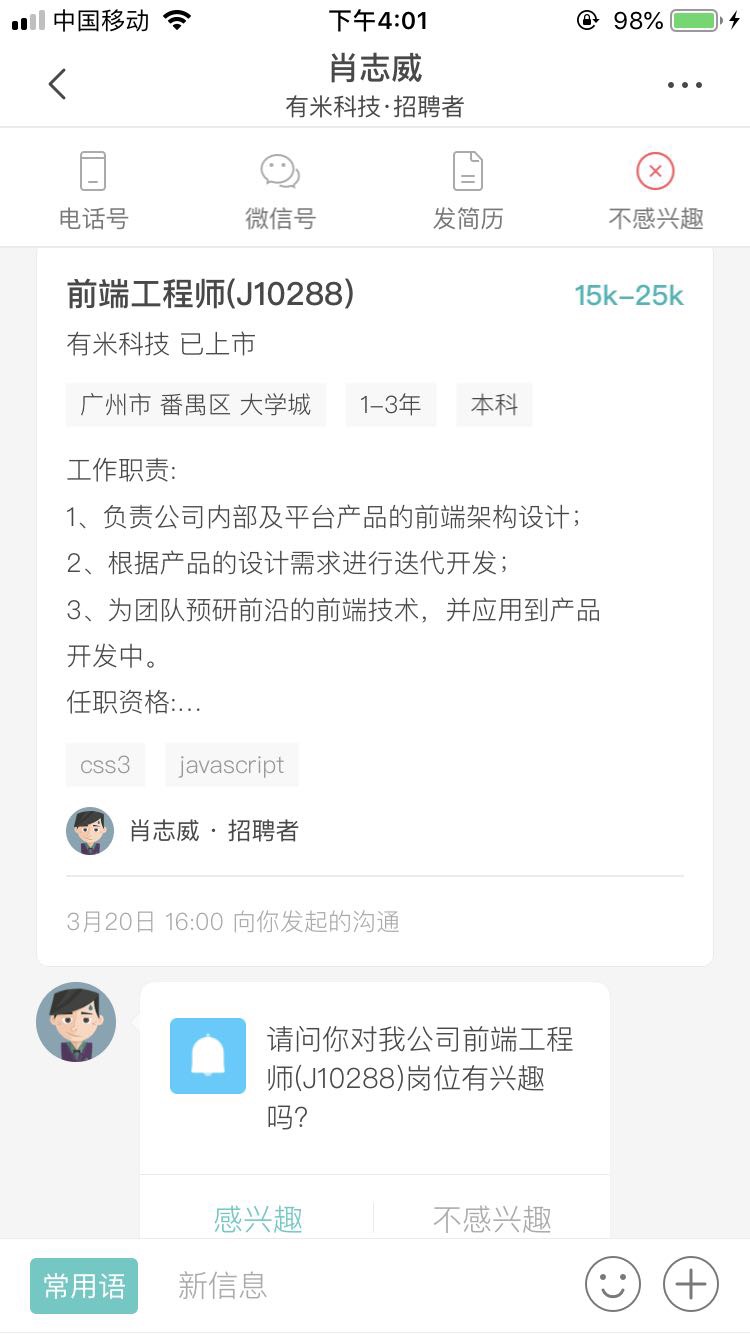 中国移动 下午4:01 98%
肖志威
有米科技·招聘者
电话号 微信号 发简历 不感兴趣
前端工程师(J10288) 15k-25k
有米科技 已上市
广州市 番禺区 大学城 1-3年 本科
工作职责:
1、负责公司内部及平台产品的前端架构设计;
2、根据产品的设计需求进行迭代开发;
3、为团队预研前沿的前端技术，并应用到产品
开发中。
任职资格:...
css3 javascript
肖志威 · 招聘者
3月20日 16:00 向你发起的沟通
请问你对我公司前端工程
师(J10288)岗位有兴趣
吗?
感兴趣 不感兴趣
常用语 新信息